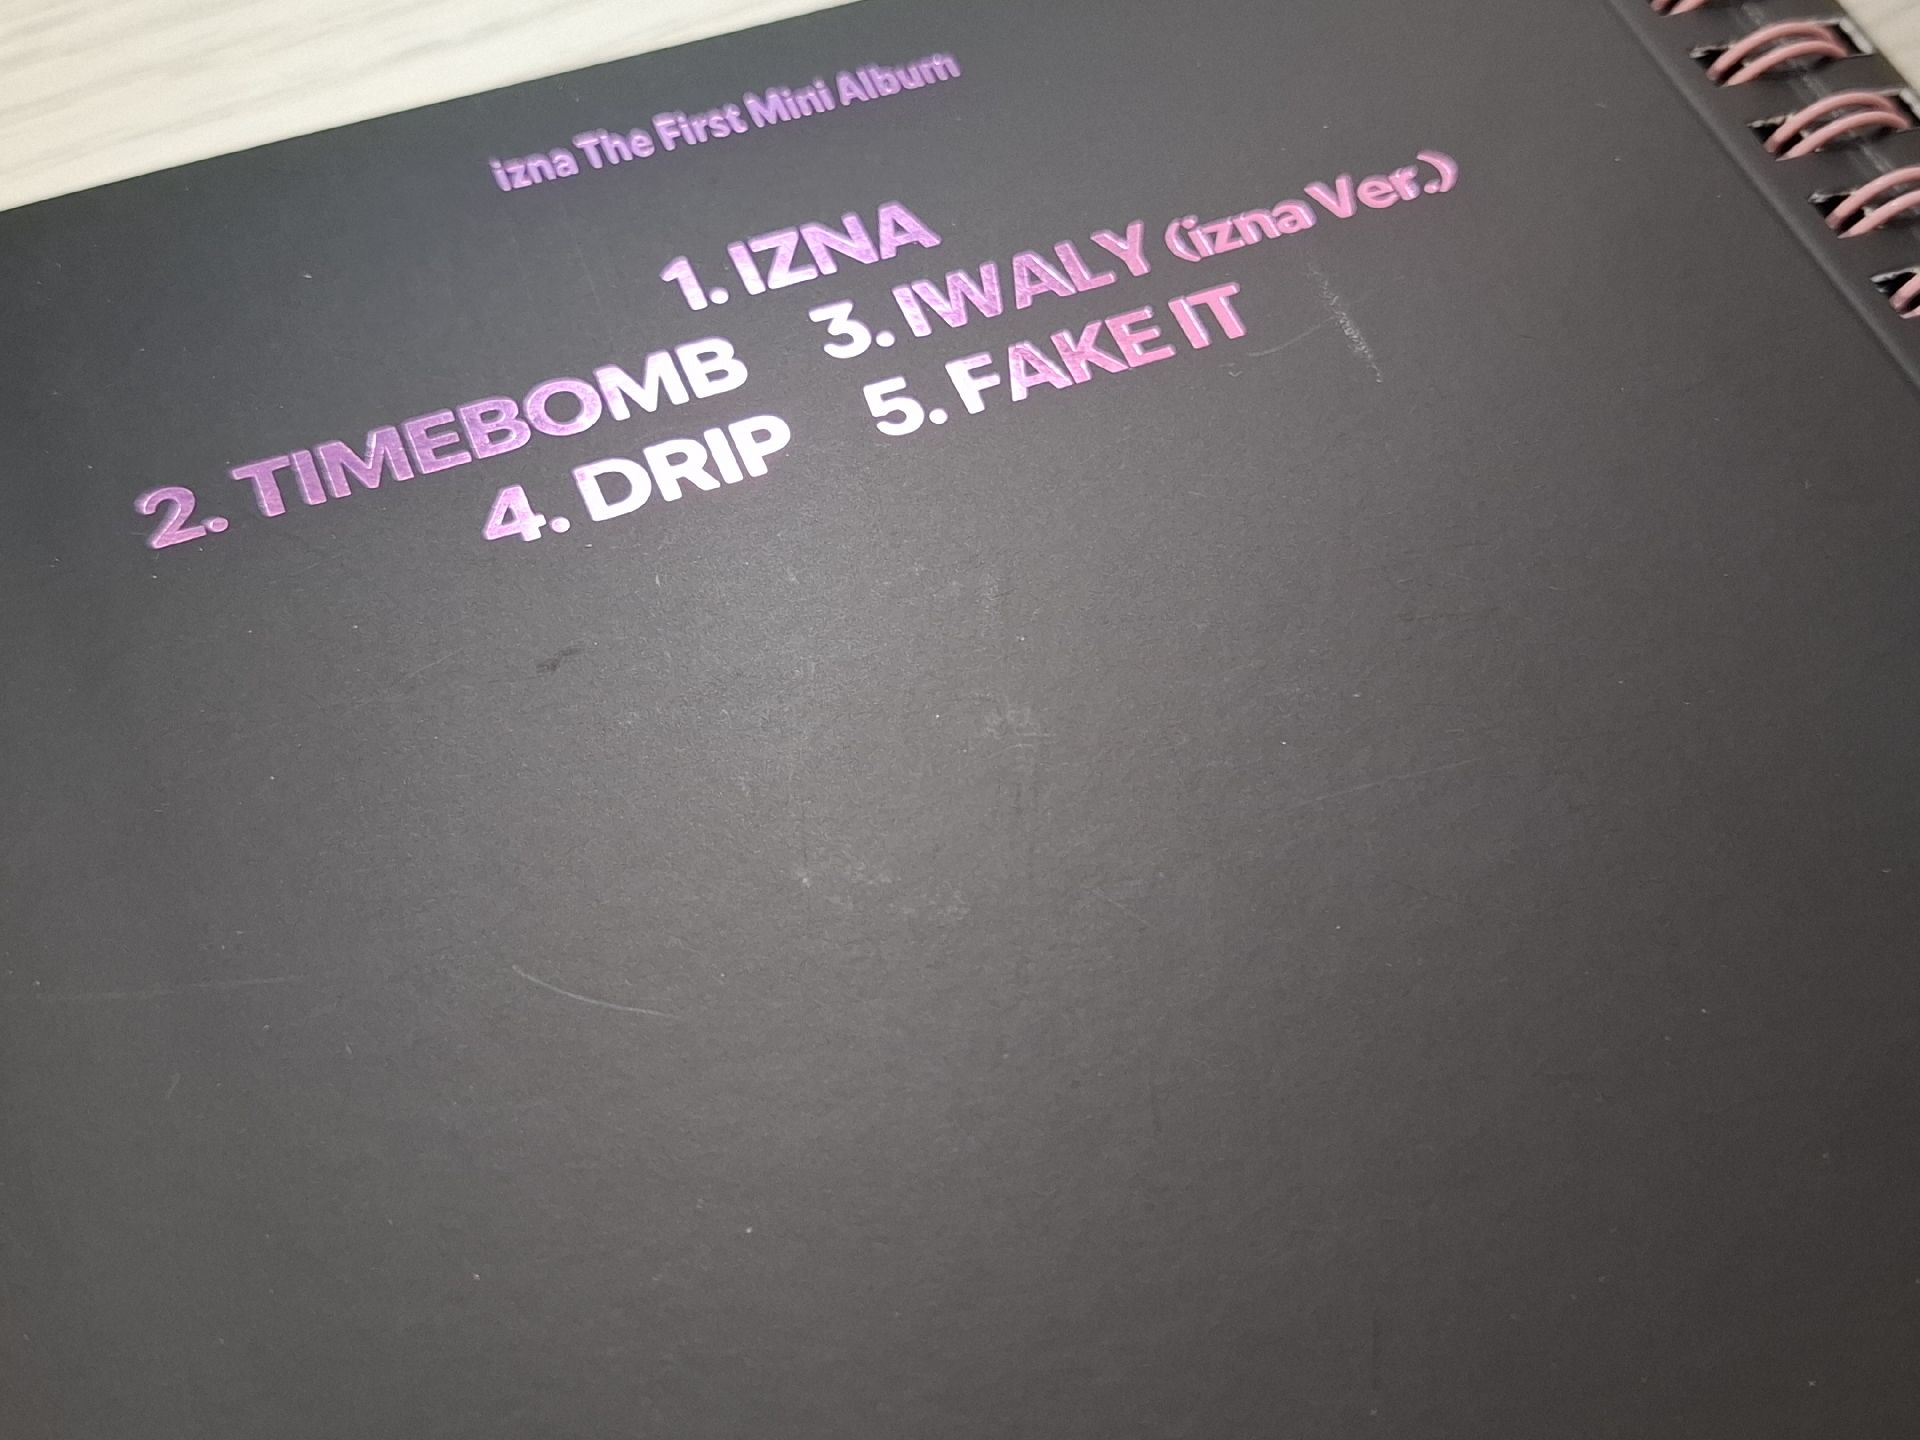 izna The First Mini Album
1. IZNA
2. TIMEBOMB 3. IWALY (izna Ver.)
4. DRIP 5. FAKE IT